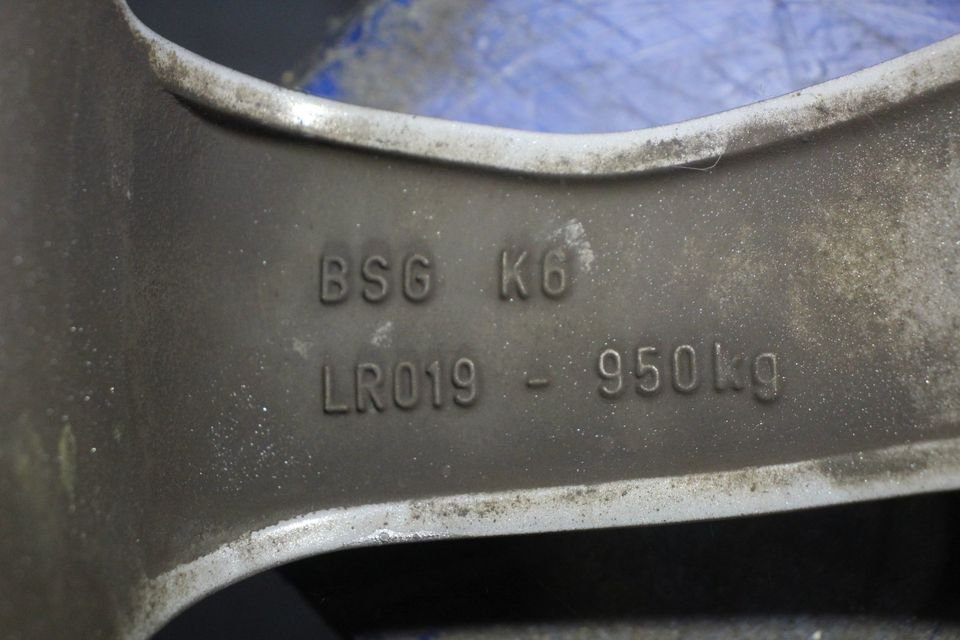 BSG K6
LR019 - 950kg